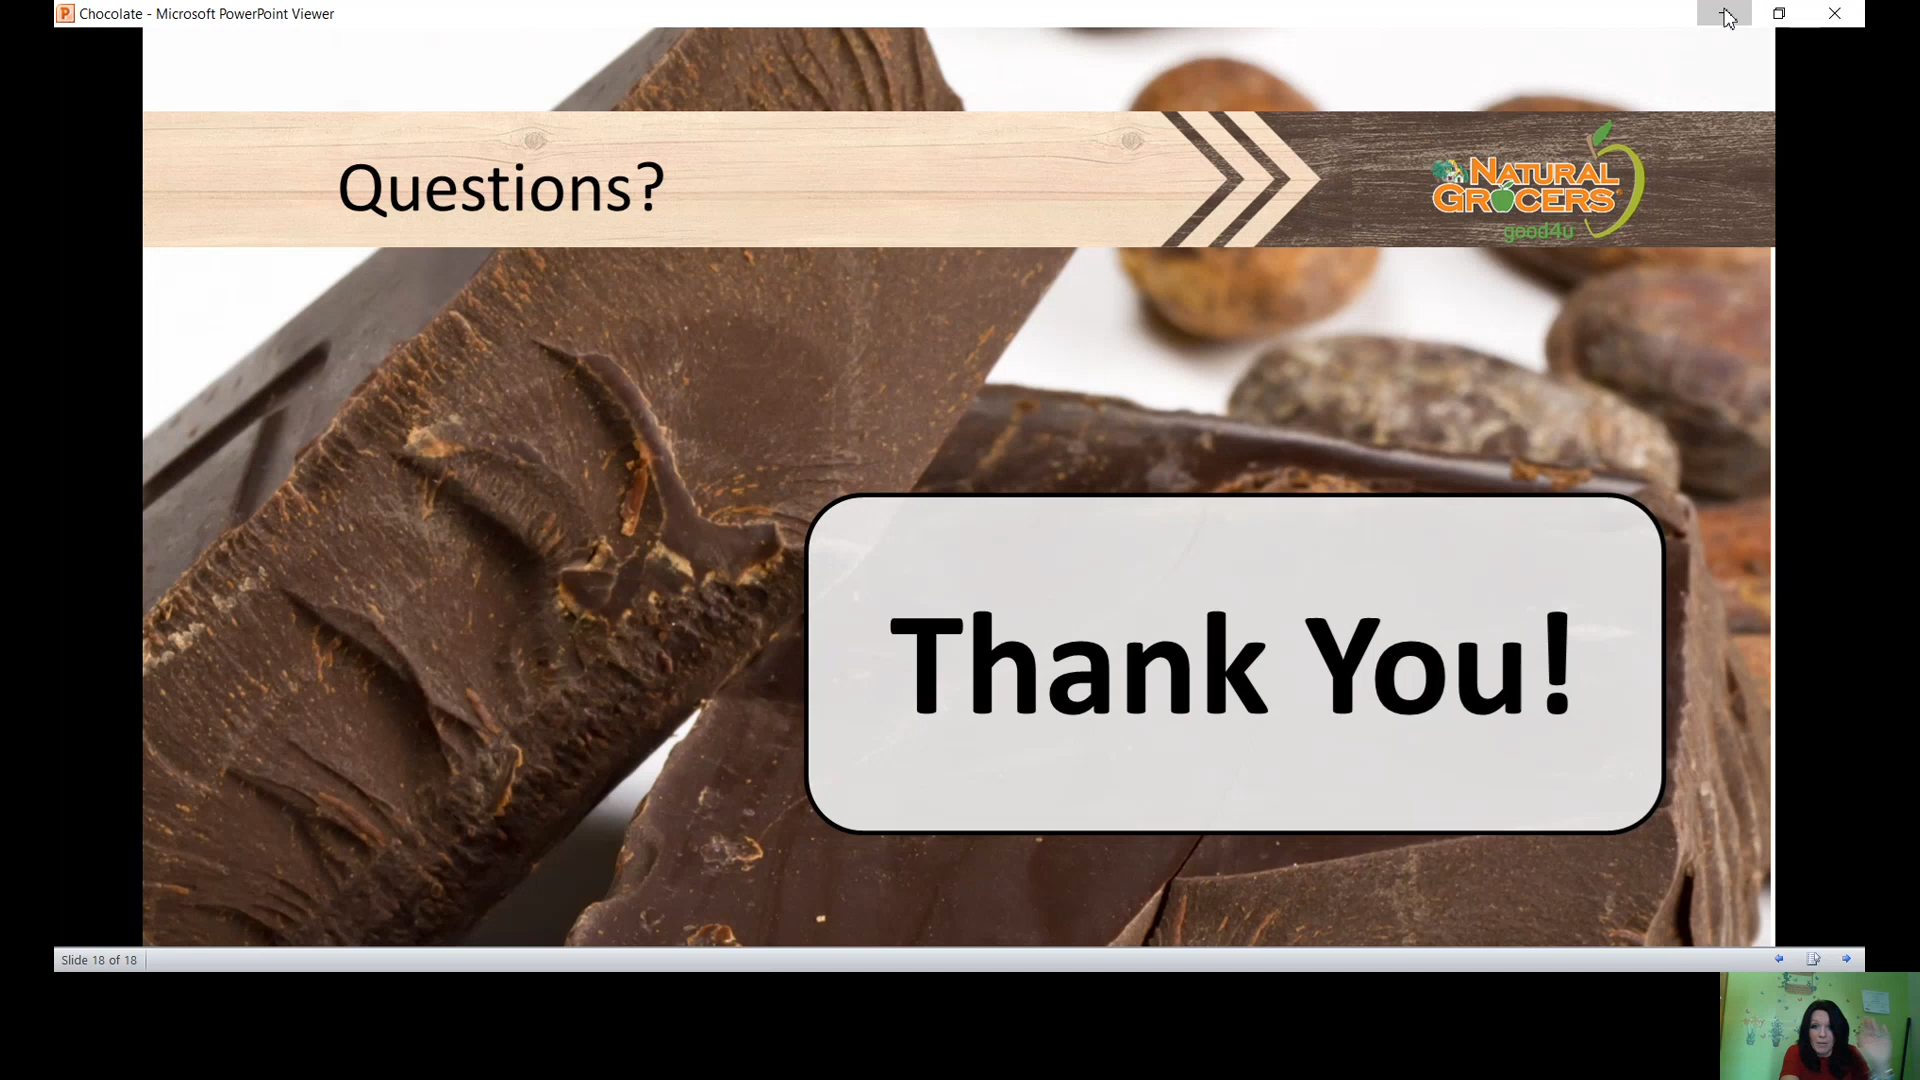 Chocolate - Microsoft PowerPoint Viewer
Questions?
NATURAL
GROCERS
good4u
Thank You!
Slide 18 of 18